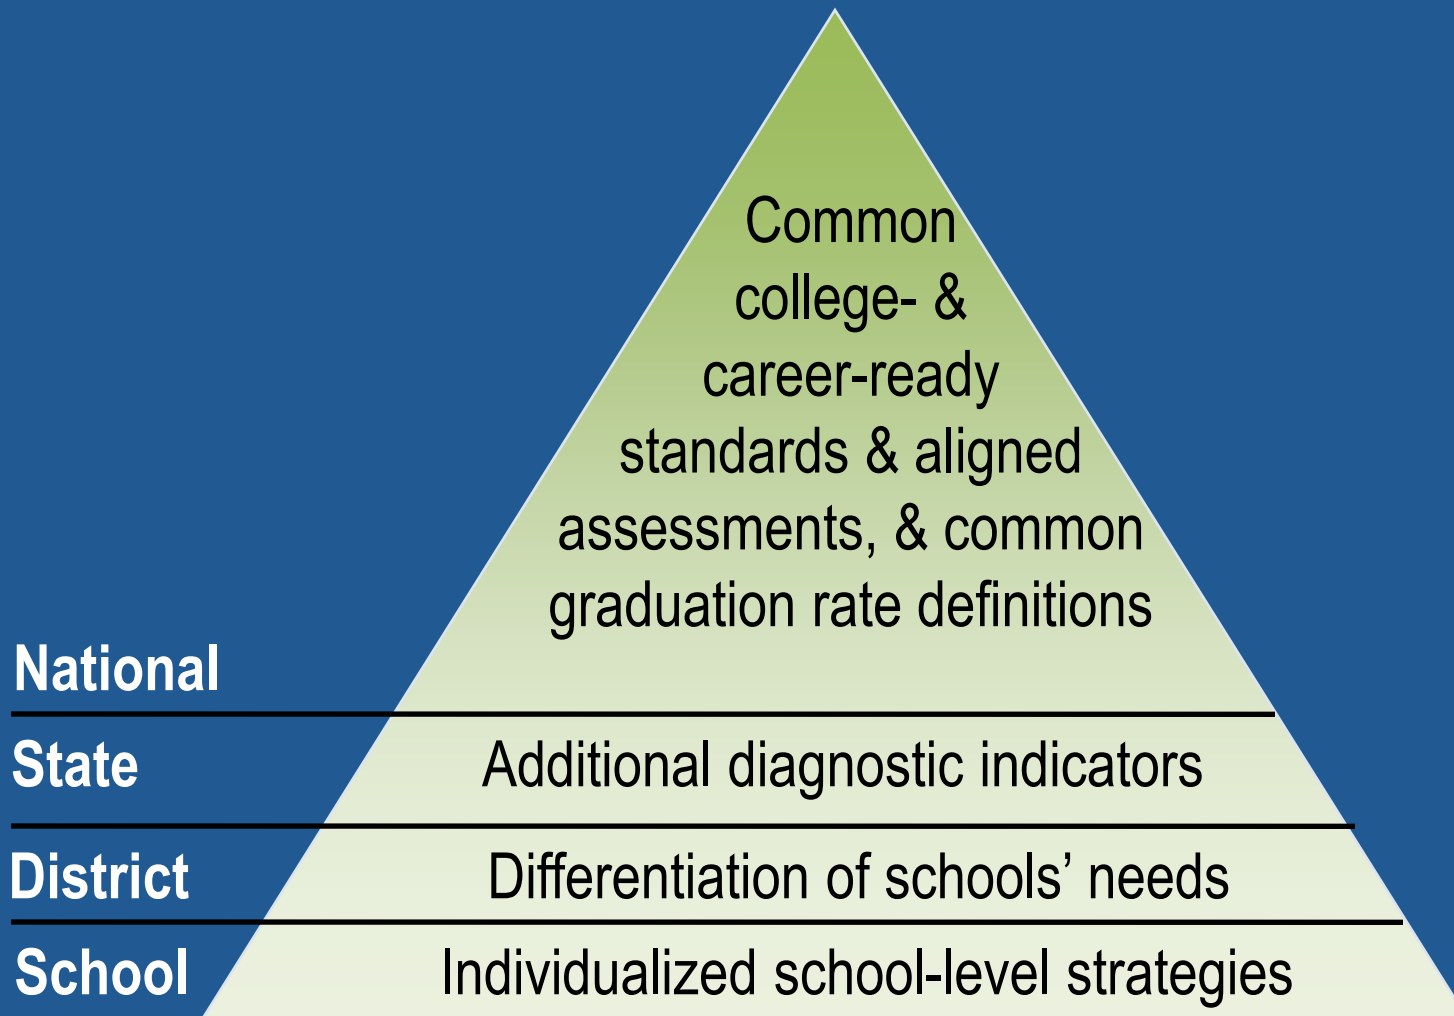 Common
college- &
career-ready
standards & aligned
assessments, & common
graduation rate definitions
National
State Additional diagnostic indicators
District Differentiation of schools’ needs
School Individualized school-level strategies